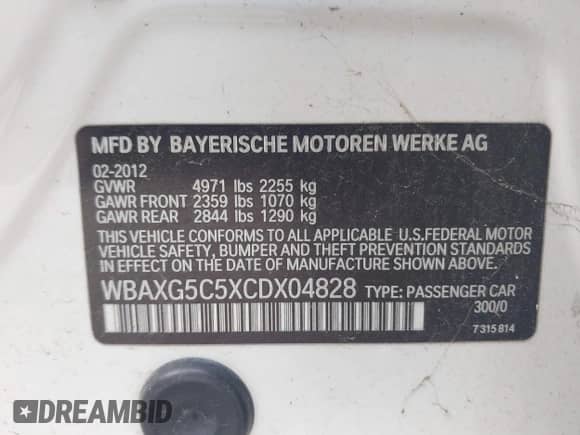 MFD BY BAYERISCHE MOTOREN WERKE AG
02-2012
GVWR 4971 lbs 2255 kg
GAWR FRONT 2359 lbs 1070 kg
GAWR REAR 2844 lbs 1290 kg
THIS VEHICLE CONFORMS TO ALL APPLICABLE U.S.FEDERAL MOTOR
VEHICLE SAFETY, BUMPER AND THEFT PREVENTION STANDARDS
IN EFFECT ON THE DATE OF MANUFACTURE SHOWN ABOVE.
WBAXG5C5XCDX04828 TYPE: PASSENGER CAR
300/0
7315814
DREAMBID